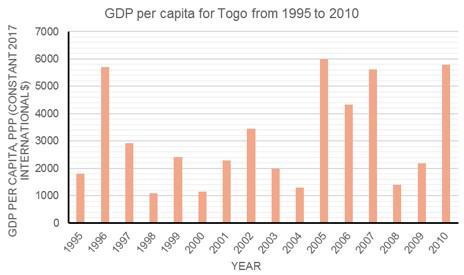 GDP per capita for Togo from 1995 to 2010
GDP PER CAPITA, PPP (CONSTANT 2017
INTERNATIONAL$)
7000
6000
5000
4000
3000
2000
1000
0
1995 1996 1997 1998 1999 2000 2001 2002 2003 2004 2005 2006 2007 2008 2009 2010
YEAR